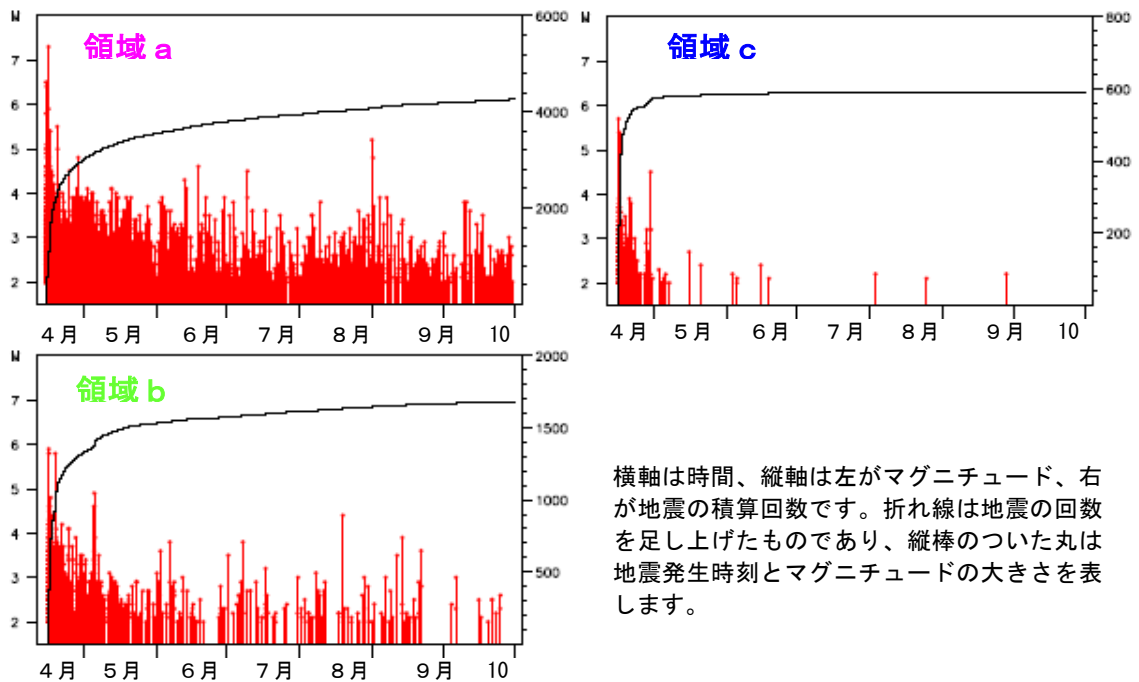 M
6000
領域a
7
6
5
4
3
2
4000
2000
4月 5月 6月 7月 8月 9月 10
M
800
領域c
7
6
5
4
3
2
600
400
200
4月 5月 6月 7月 8月 9月 10
M
2000
領域b
7
6
5
4
3
2
1500
1000
500
4月 5月 6月 7月 8月 9月 10
横軸は時間、縦軸は左がマグニチュード、右
が地震の積算回数です。折れ線は地震の回数
を足し上げたものであり、縦棒のついた丸は
地震発生時刻とマグニチュードの大きさを表
します。